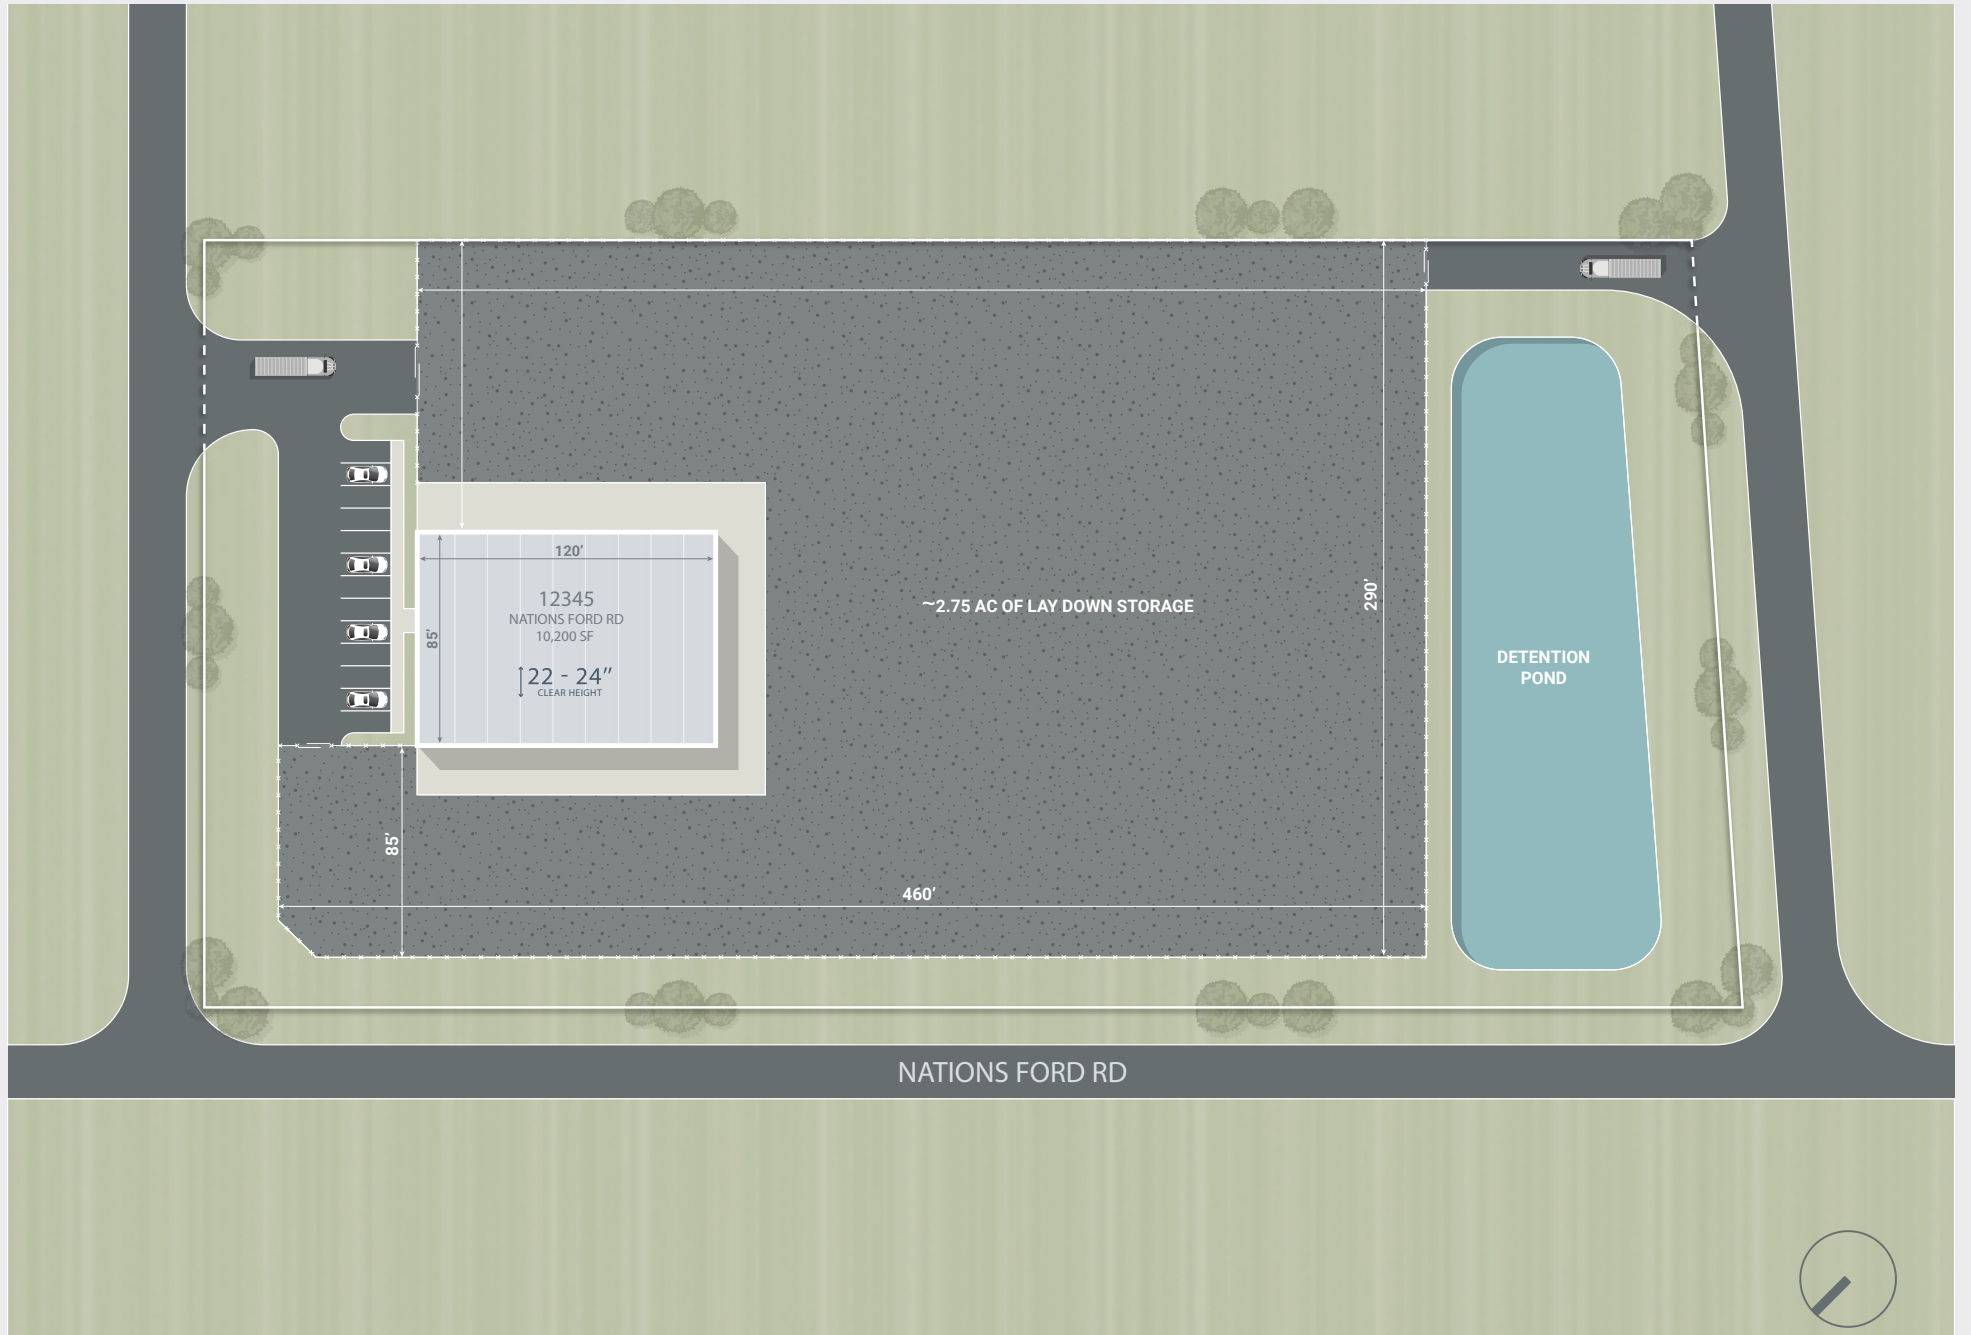 120’
12345
NATIONS FORD RD
10,200 SF
85’
22 - 24”
CLEAR HEIGHT
~2.75 AC OF LAY DOWN STORAGE
290’
DETENTION
POND
85’
460’
NATIONS FORD RD